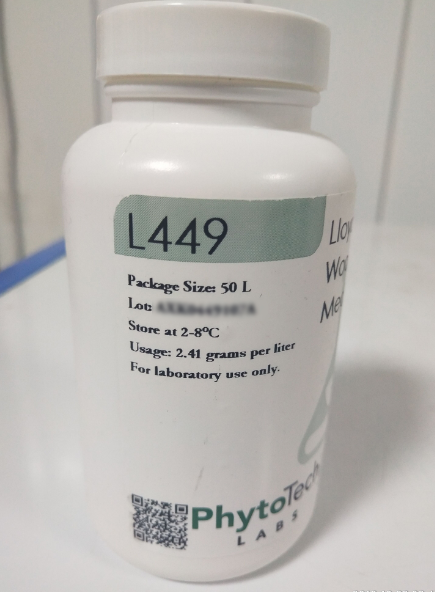 L449
Package Size: 50 L
Lot:
Store at 2-8°C
Usage: 2.41 grams per liter
For laboratory use only.
PhytoTech
LABS